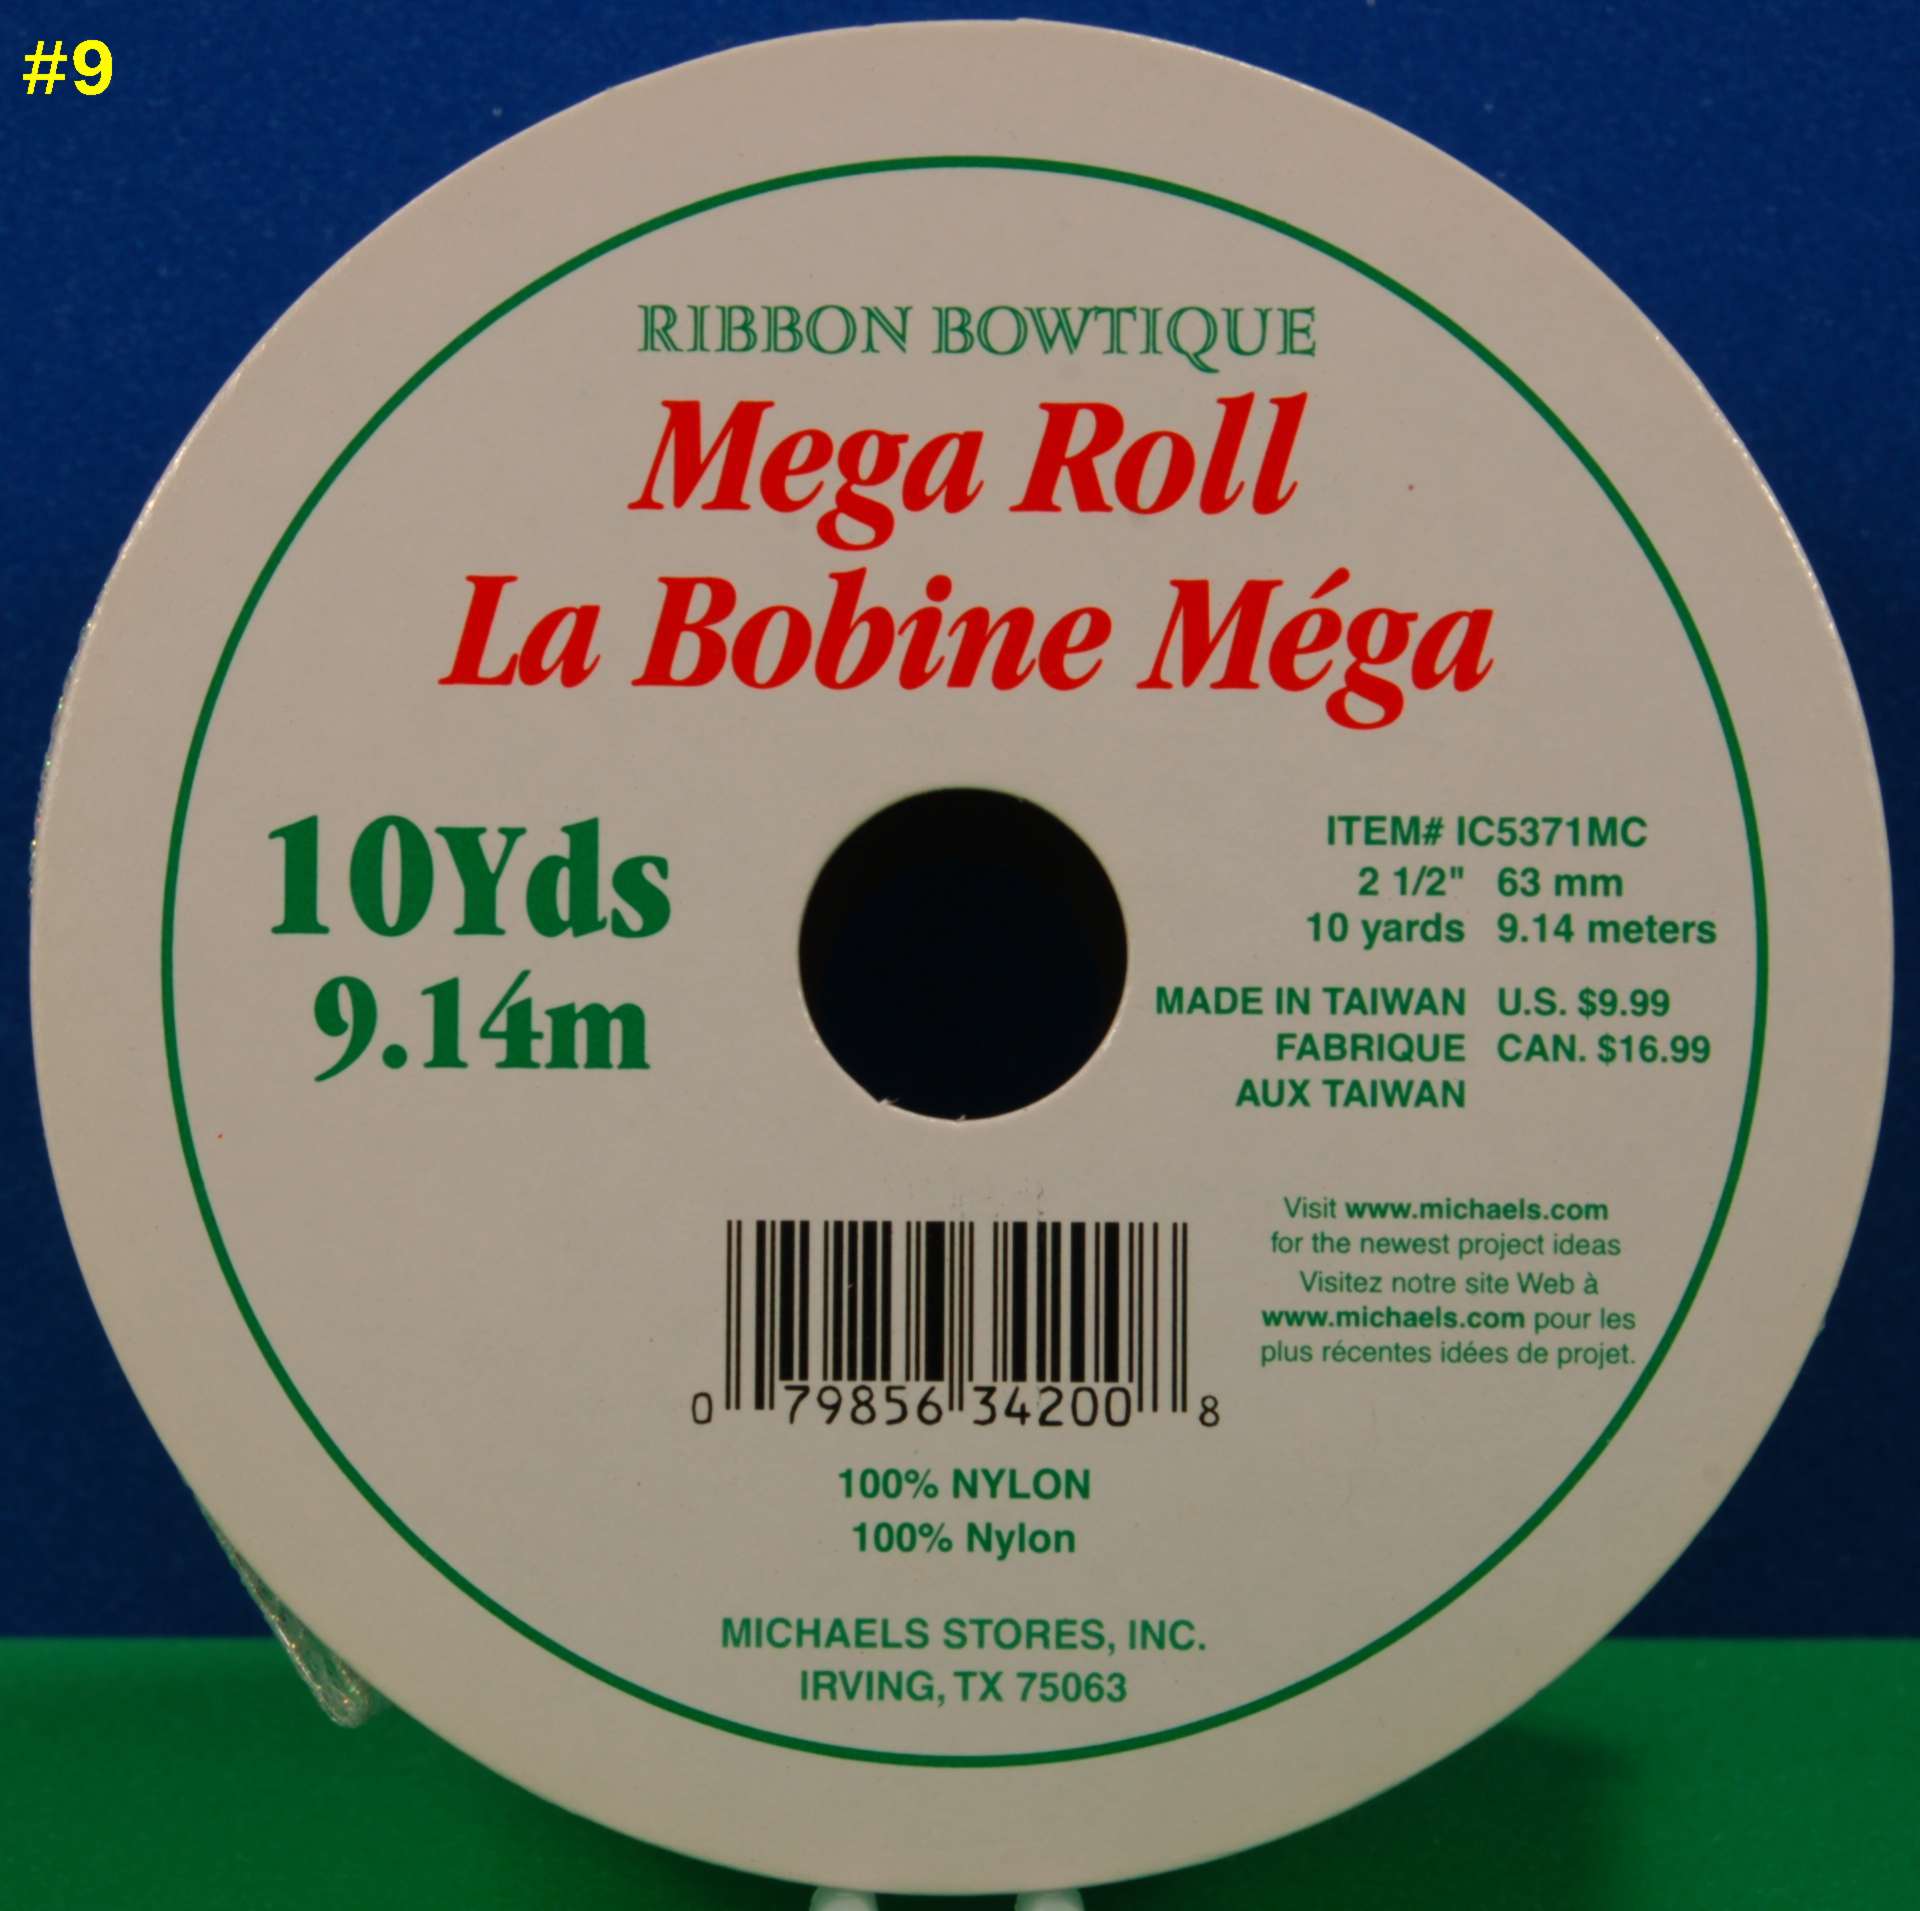 #9
RIBBON BOWTIQUE
Mega Roll
La Bobine Méga
10Yds
9.14m
ITEM# IC5371MC
2 1/2" 63 mm
10 yards 9.14 meters
MADE IN TAIWAN U.S. $9.99
FABRIQUE CAN. $16.99
AUX TAIWAN
Visit www.michaels.com
for the newest project ideas
Visitez notre site Web à
www.michaels.com pour les
plus récentes idées de projet.
0 79856 34200 8
100% NYLON
100% Nylon
MICHAELS STORES, INC.
IRVING, TX 75063